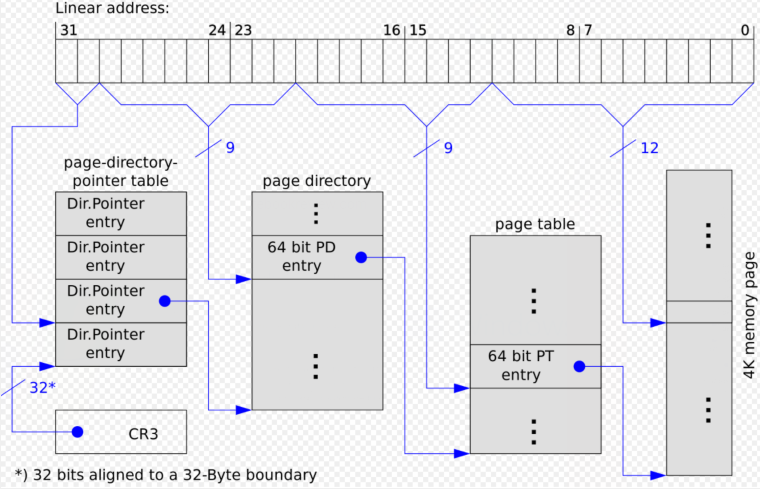 Linear address:
31 24 23 16 15 8 7 0
9 9 12
page-directory-
pointer table
page directory
page table
Dir.Pointer
entry
Dir.Pointer
entry
Dir.Pointer
entry
Dir.Pointer
entry
64 bit PD
entry
64 bit PT
entry
4K memory page
32*
CR3
*) 32 bits aligned to a 32-Byte boundary